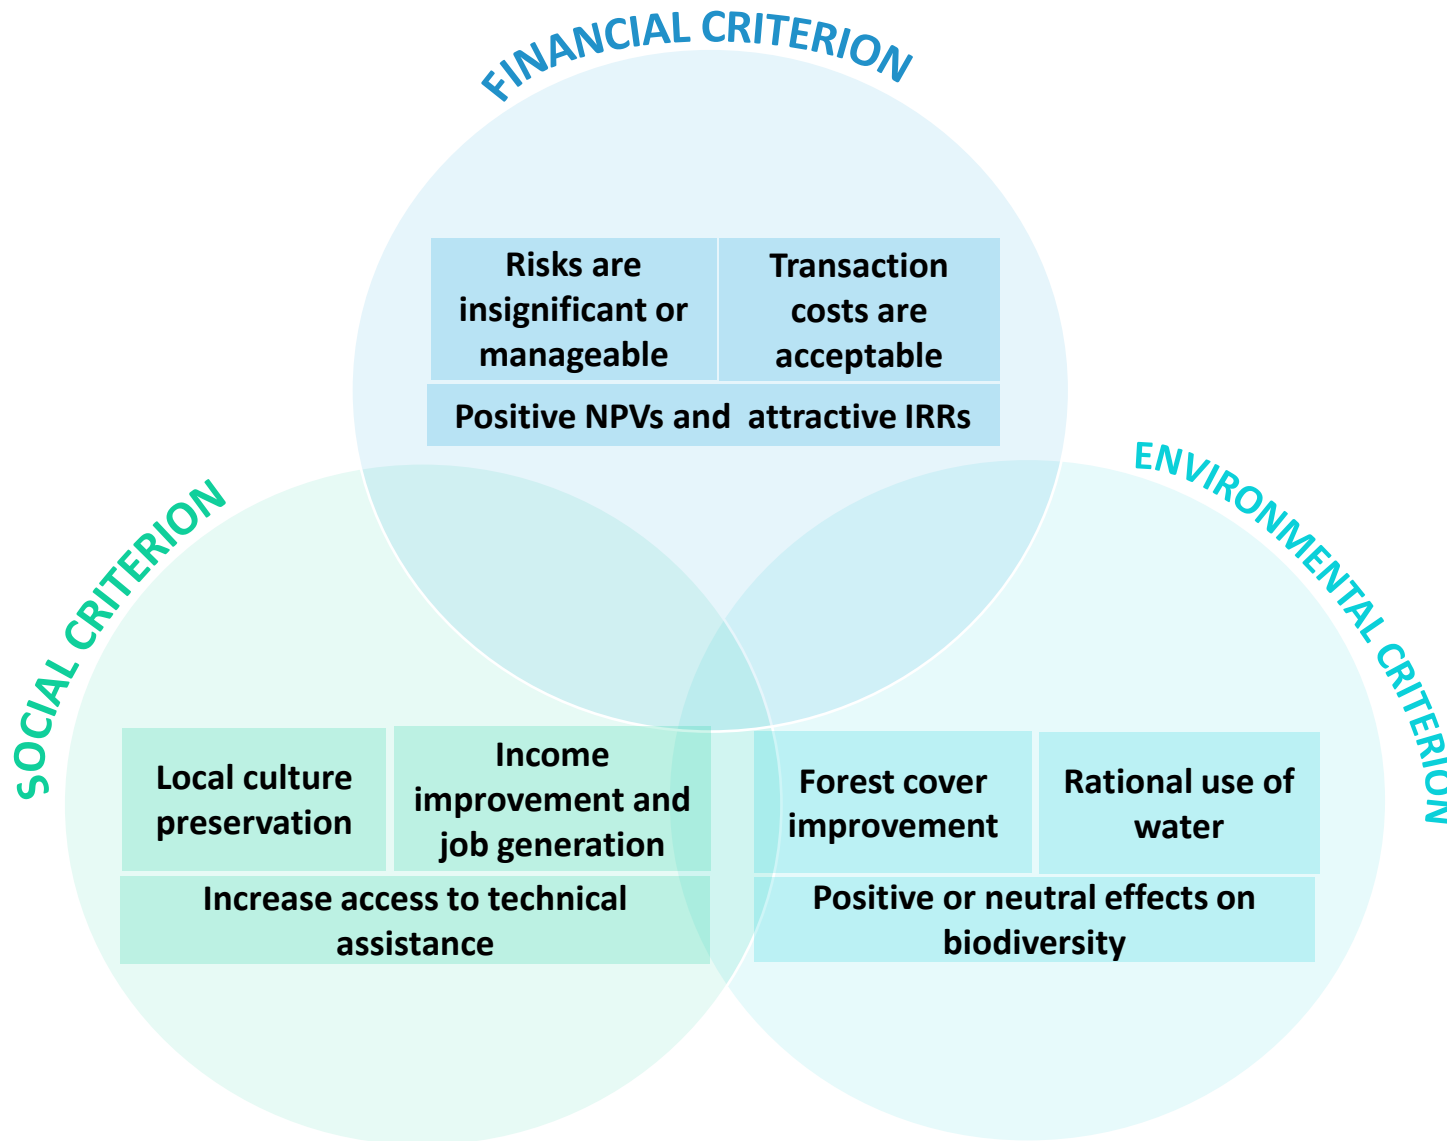 FINANCIAL CRITERION
Risks are
insignificant or
manageable
Transaction
costs are
acceptable
Positive NPVs and attractive IRRs
SOCIAL CRITERION
Local culture
preservation
Income
improvement and
job generation
Increase access to technical
assistance
ENVIRONMENTAL CRITERION
Forest cover
improvement
Rational use of
water
Positive or neutral effects on
biodiversity